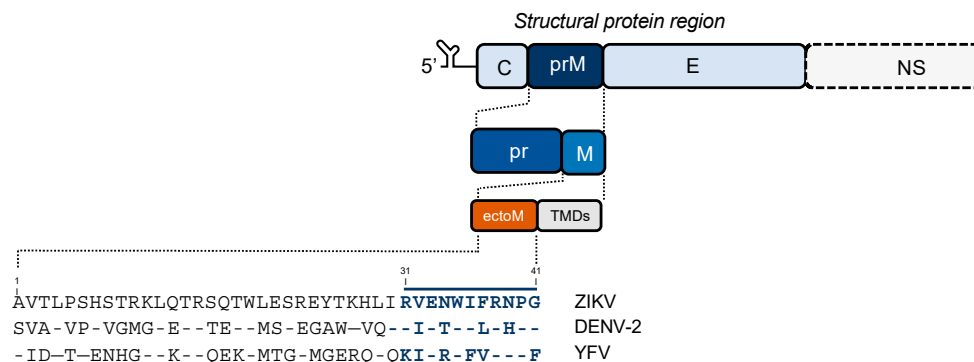 Structural protein region
5’ C prM E NS
pr M
ectoM TMDs
1 31 41
AVTLPSHSTRKLQTRSQTWLESREYTKHLIRVENWIFRNPG ZIKV
SVA-VP-VGMG-E--TE--MS-EGAW—VQ--I-T--L-H-- DENV-2
-ID—T—ENHG--K--QEK-MTG-MGERQ-QKI-R-FV---F YFV